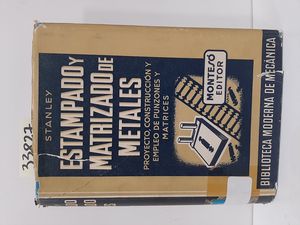 STANLEY
ESTAMPADO Y
MATRIZADO DE
METALES
PROYECTO, CONSTRUCCIÓN Y
EMPLEO DE PUNZONES Y
MATRICES
MONTESÓ
EDITOR
BIBLIOTECA MODERNA DE MECÁNICA
33822